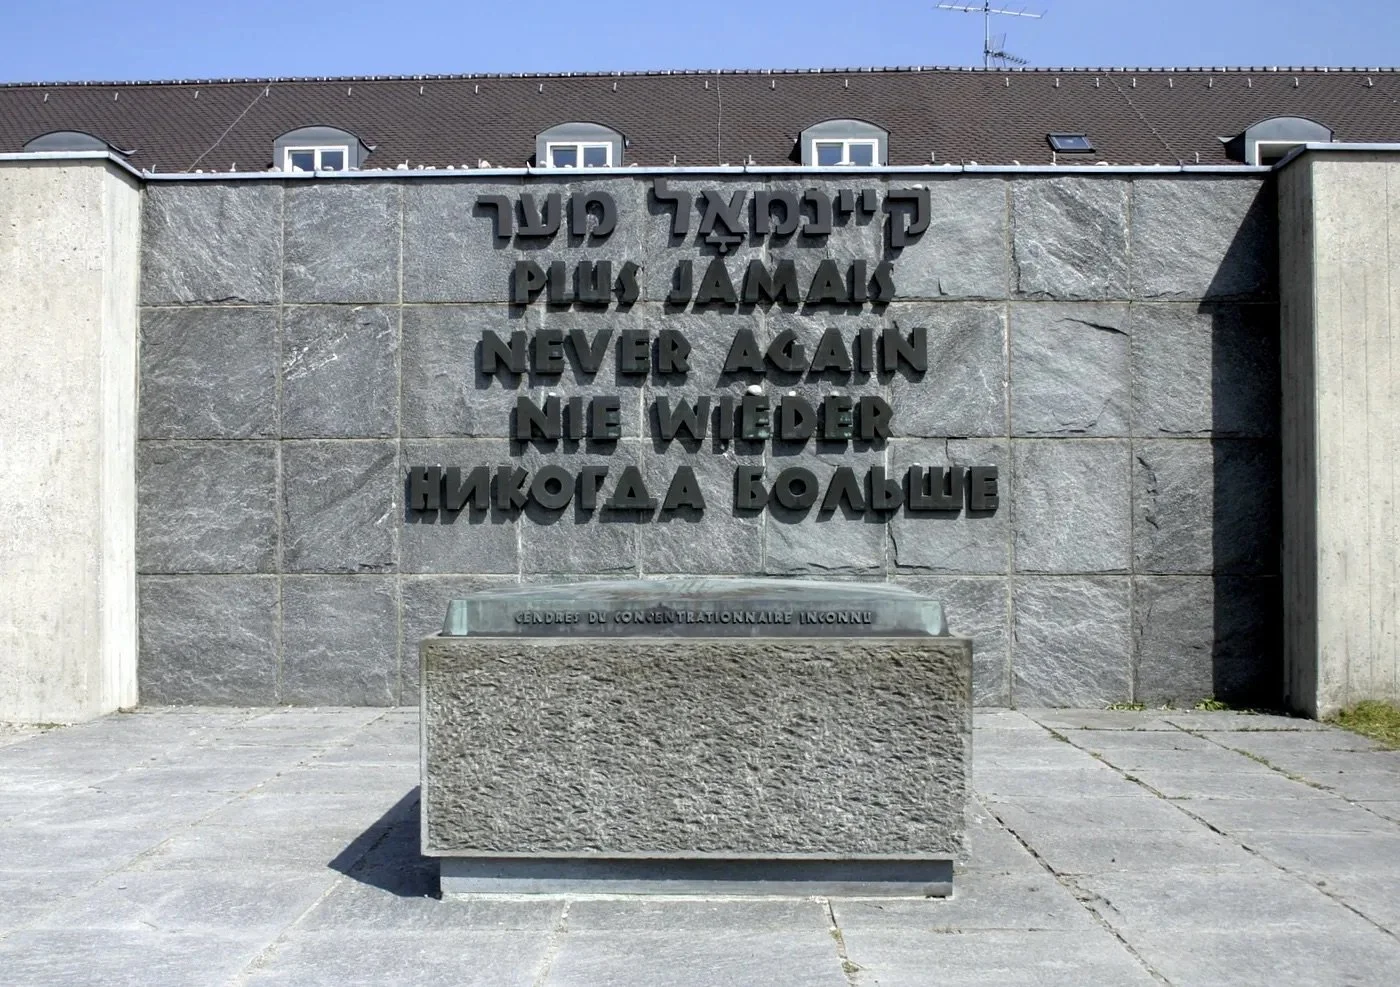 קיינמאָל מער
PLUS JAMAIS
NEVER AGAIN
NIE WIEDER
НИКОГДА БОЛЬШЕ
CENDRES DU CONCENTRATIONNAIRE INCONNU